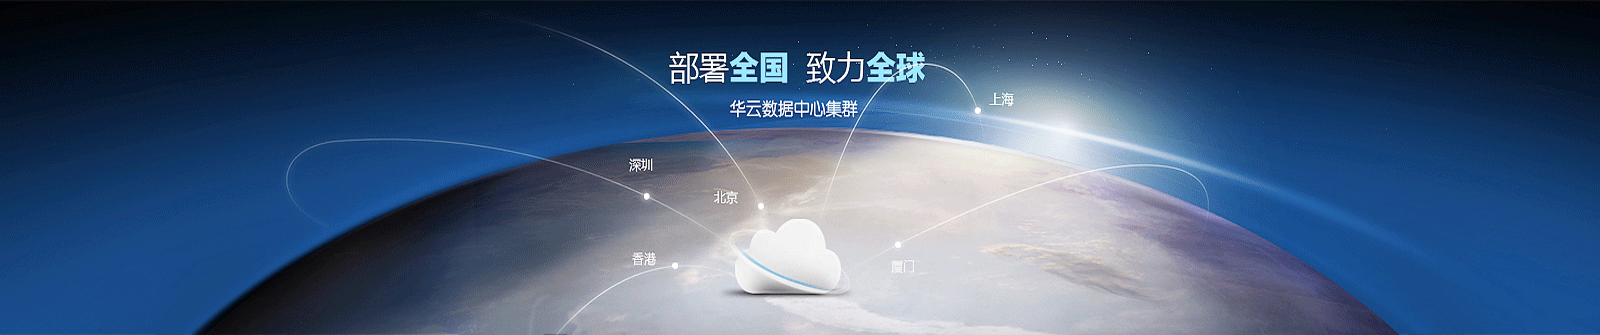 部署全国 致力全球
华云数据中心集群
上海
深圳
北京
香港
厦门